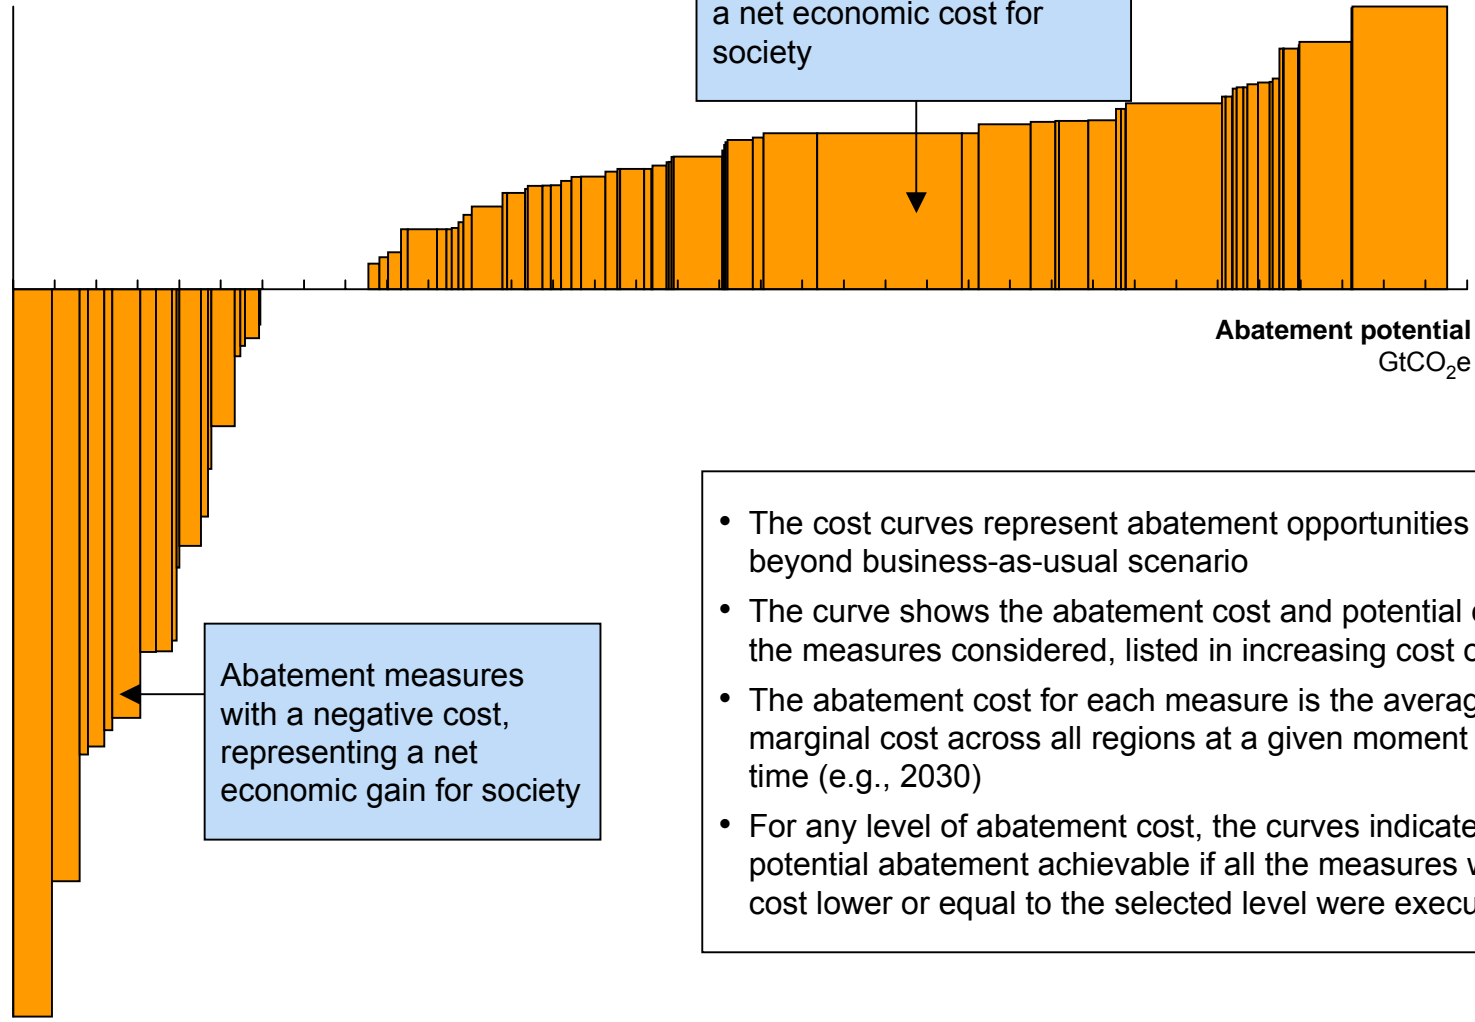 a net economic cost for
society
Abatement potential
GtCO2e
• The cost curves represent abatement opportunities
beyond business-as-usual scenario
• The curve shows the abatement cost and potential
the measures considered, listed in increasing cost
• The abatement cost for each measure is the
marginal cost across all regions at a given moment
time (e.g., 2030)
• For any level of abatement cost, the curves
potential abatement achievable if all the measures
cost lower or equal to the selected level were
Abatement measures
with a negative cost,
representing a net
economic gain for society